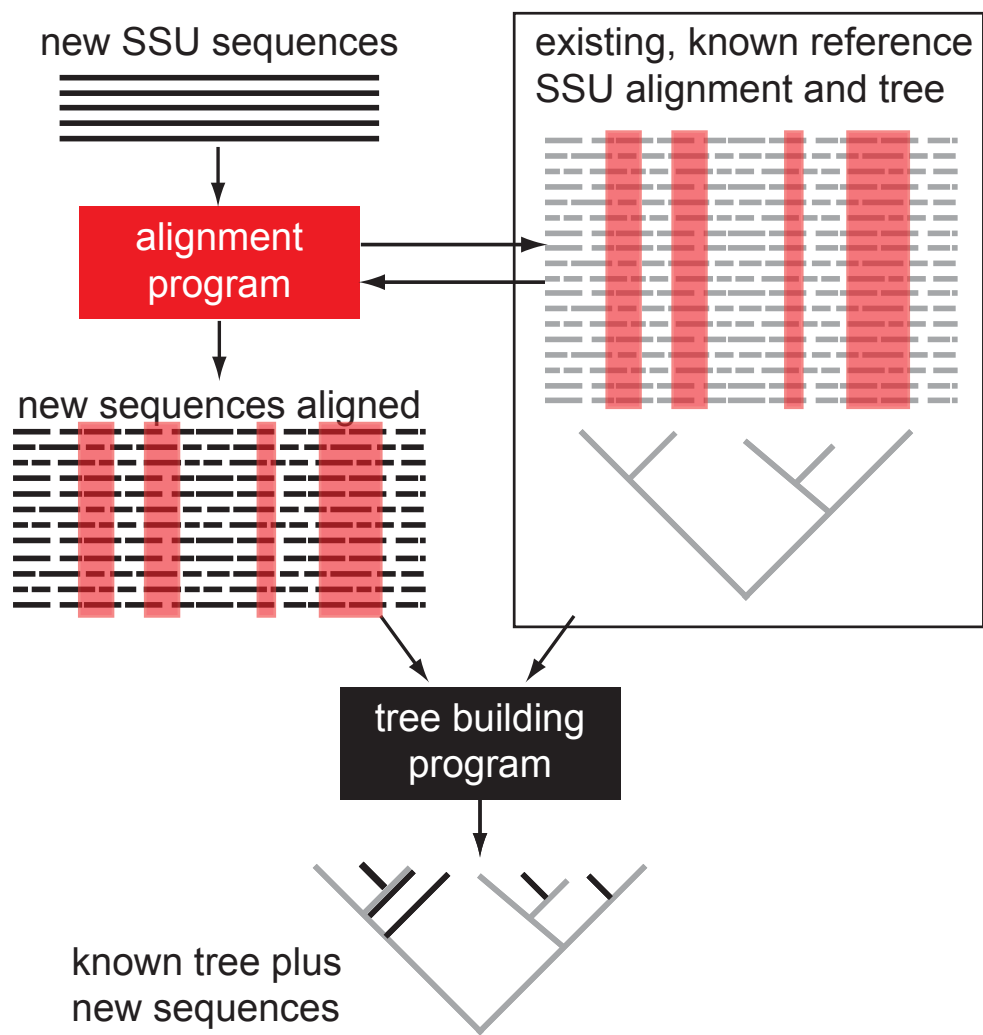 new SSU sequences
existing, known reference
SSU alignment and tree
alignment
program
new sequences aligned
tree building
program
known tree plus
new sequences